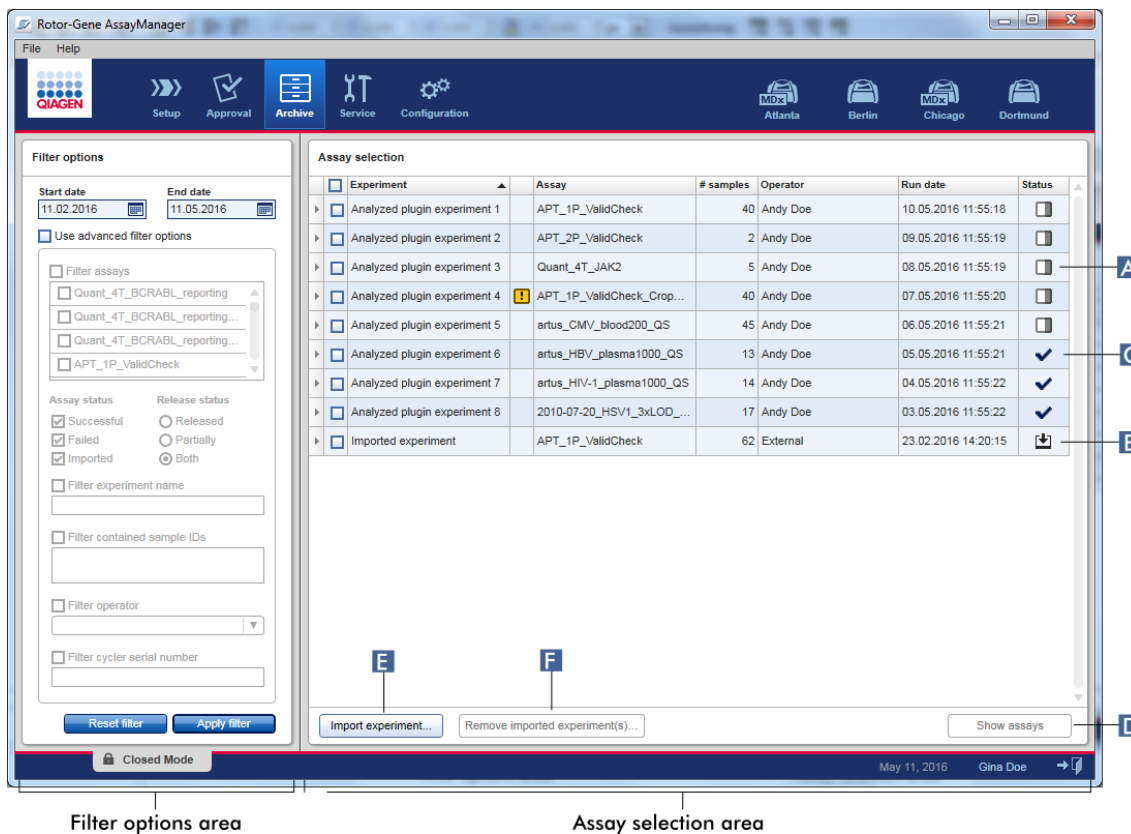 Rotor-Gene AssayManager
File Help
QIAGEN
Setup Approval Archive Service Configuration
MDx Atlanta Berlin MDx Chicago Dortmund
Filter options
Start date End date
11.02.2016 11.05.2016
Use advanced filter options
Filter assays
Quant_4T_BCRABL_reporting
Quant_4T_BCRABL_reporting...
Quant_4T_BCRABL_reporting...
APT_1P_ValidCheck
Assay status Release status
Successful Released
Failed Partially
Imported Both
Filter experiment name
Filter contained sample IDs
Filter operator
Filter cycler serial number
Reset filter Apply filter
Assay selection
Experiment Assay # samples Operator Run date Status
Analyzed plugin experiment 1 APT_1P_ValidCheck 40 Andy Doe 10.05.2016 11:55:18
Analyzed plugin experiment 2 APT_2P_ValidCheck 2 Andy Doe 09.05.2016 11:55:19
Analyzed plugin experiment 3 Quant_4T_JAK2 5 Andy Doe 08.05.2016 11:55:19 A
Analyzed plugin experiment 4 ! APT_1P_ValidCheck_Crop... 40 Andy Doe 07.05.2016 11:55:20
Analyzed plugin experiment 5 artus_CMV_blood200_QS 45 Andy Doe 06.05.2016 11:55:21
Analyzed plugin experiment 6 artus_HBV_plasma1000_QS 13 Andy Doe 05.05.2016 11:55:21 C
Analyzed plugin experiment 7 artus_HIV-1_plasma1000_QS 14 Andy Doe 04.05.2016 11:55:22
Analyzed plugin experiment 8 2010-07-20_HSV1_3xLOD_... 17 Andy Doe 03.05.2016 11:55:22
Imported experiment APT_1P_ValidCheck 62 External 23.02.2016 14:20:15 B
E F
Import experiment... Remove imported experiment(s)... Show assays D
Closed Mode
May 11, 2016 Gina Doe
Filter options area Assay selection area